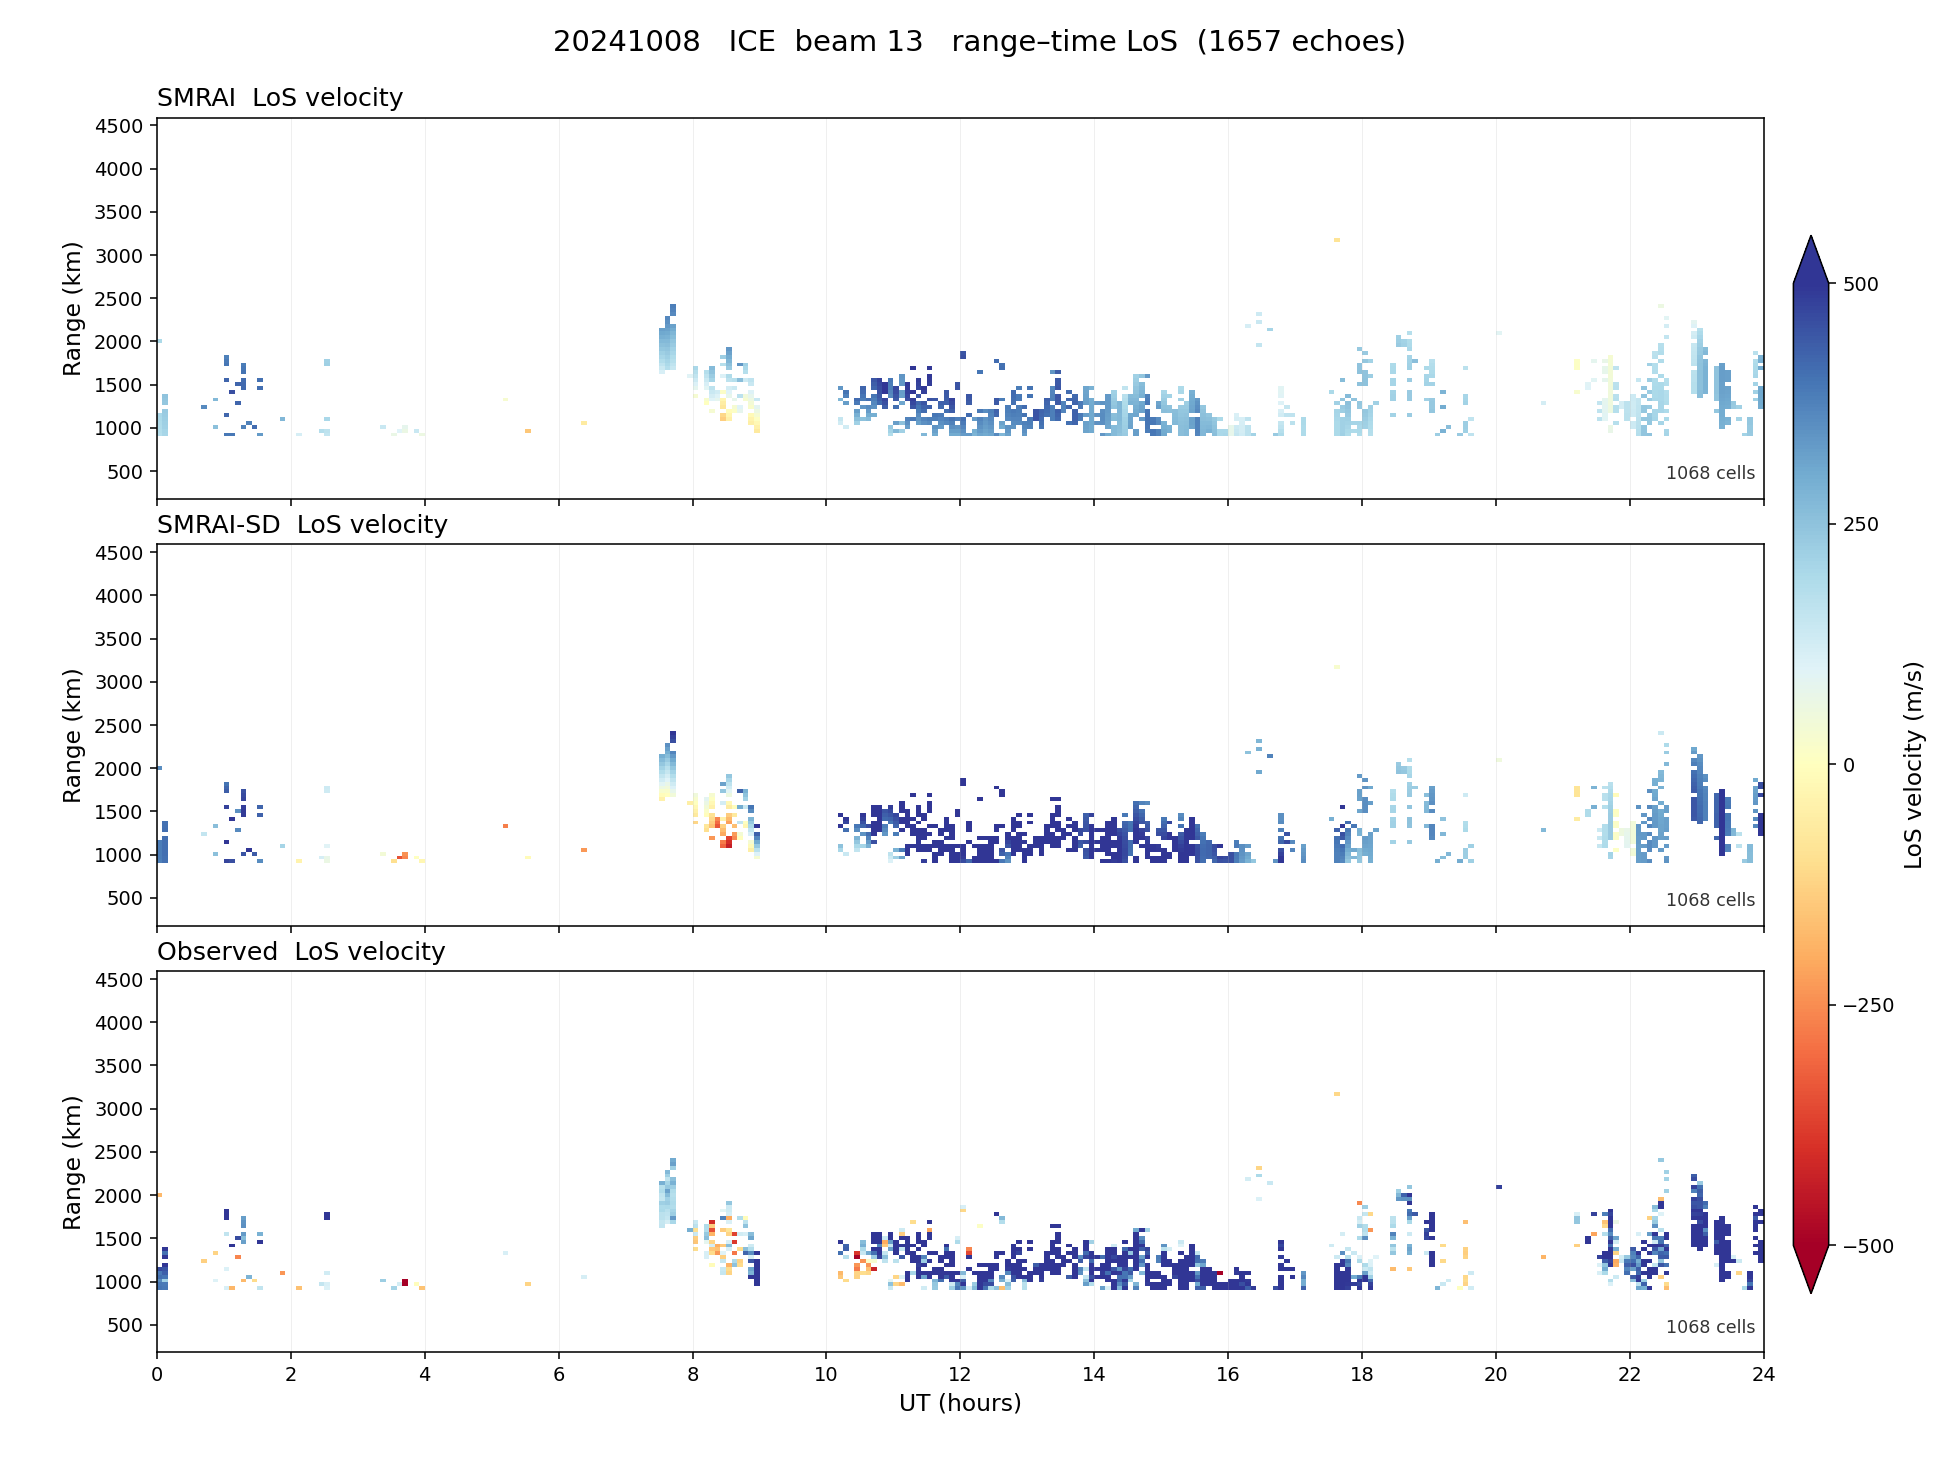 20241008   ICE  beam 13   range–time LoS  (1657 echoes)
SMRAI  LoS velocity
4500
4000
3500
3000
2500
2000
1500
1000
500
Range (km)
1068 cells
SMRAI-SD  LoS velocity
4500
4000
3500
3000
2500
2000
1500
1000
500
Range (km)
1068 cells
Observed  LoS velocity
4500
4000
3500
3000
2500
2000
1500
1000
500
Range (km)
1068 cells
0 2 4 6 8 10 12 14 16 18 20 22 24
UT (hours)
500
250
0
−250
−500
LoS velocity (m/s)